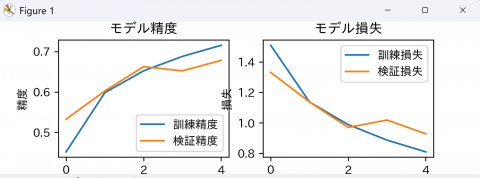 Figure 1
モデル精度
モデル損失
精度
0.7
0.6
0.5
0
2
4
訓練精度
検証精度
損失
1.4
1.2
1.0
0.8
0
2
4
訓練損失
検証損失